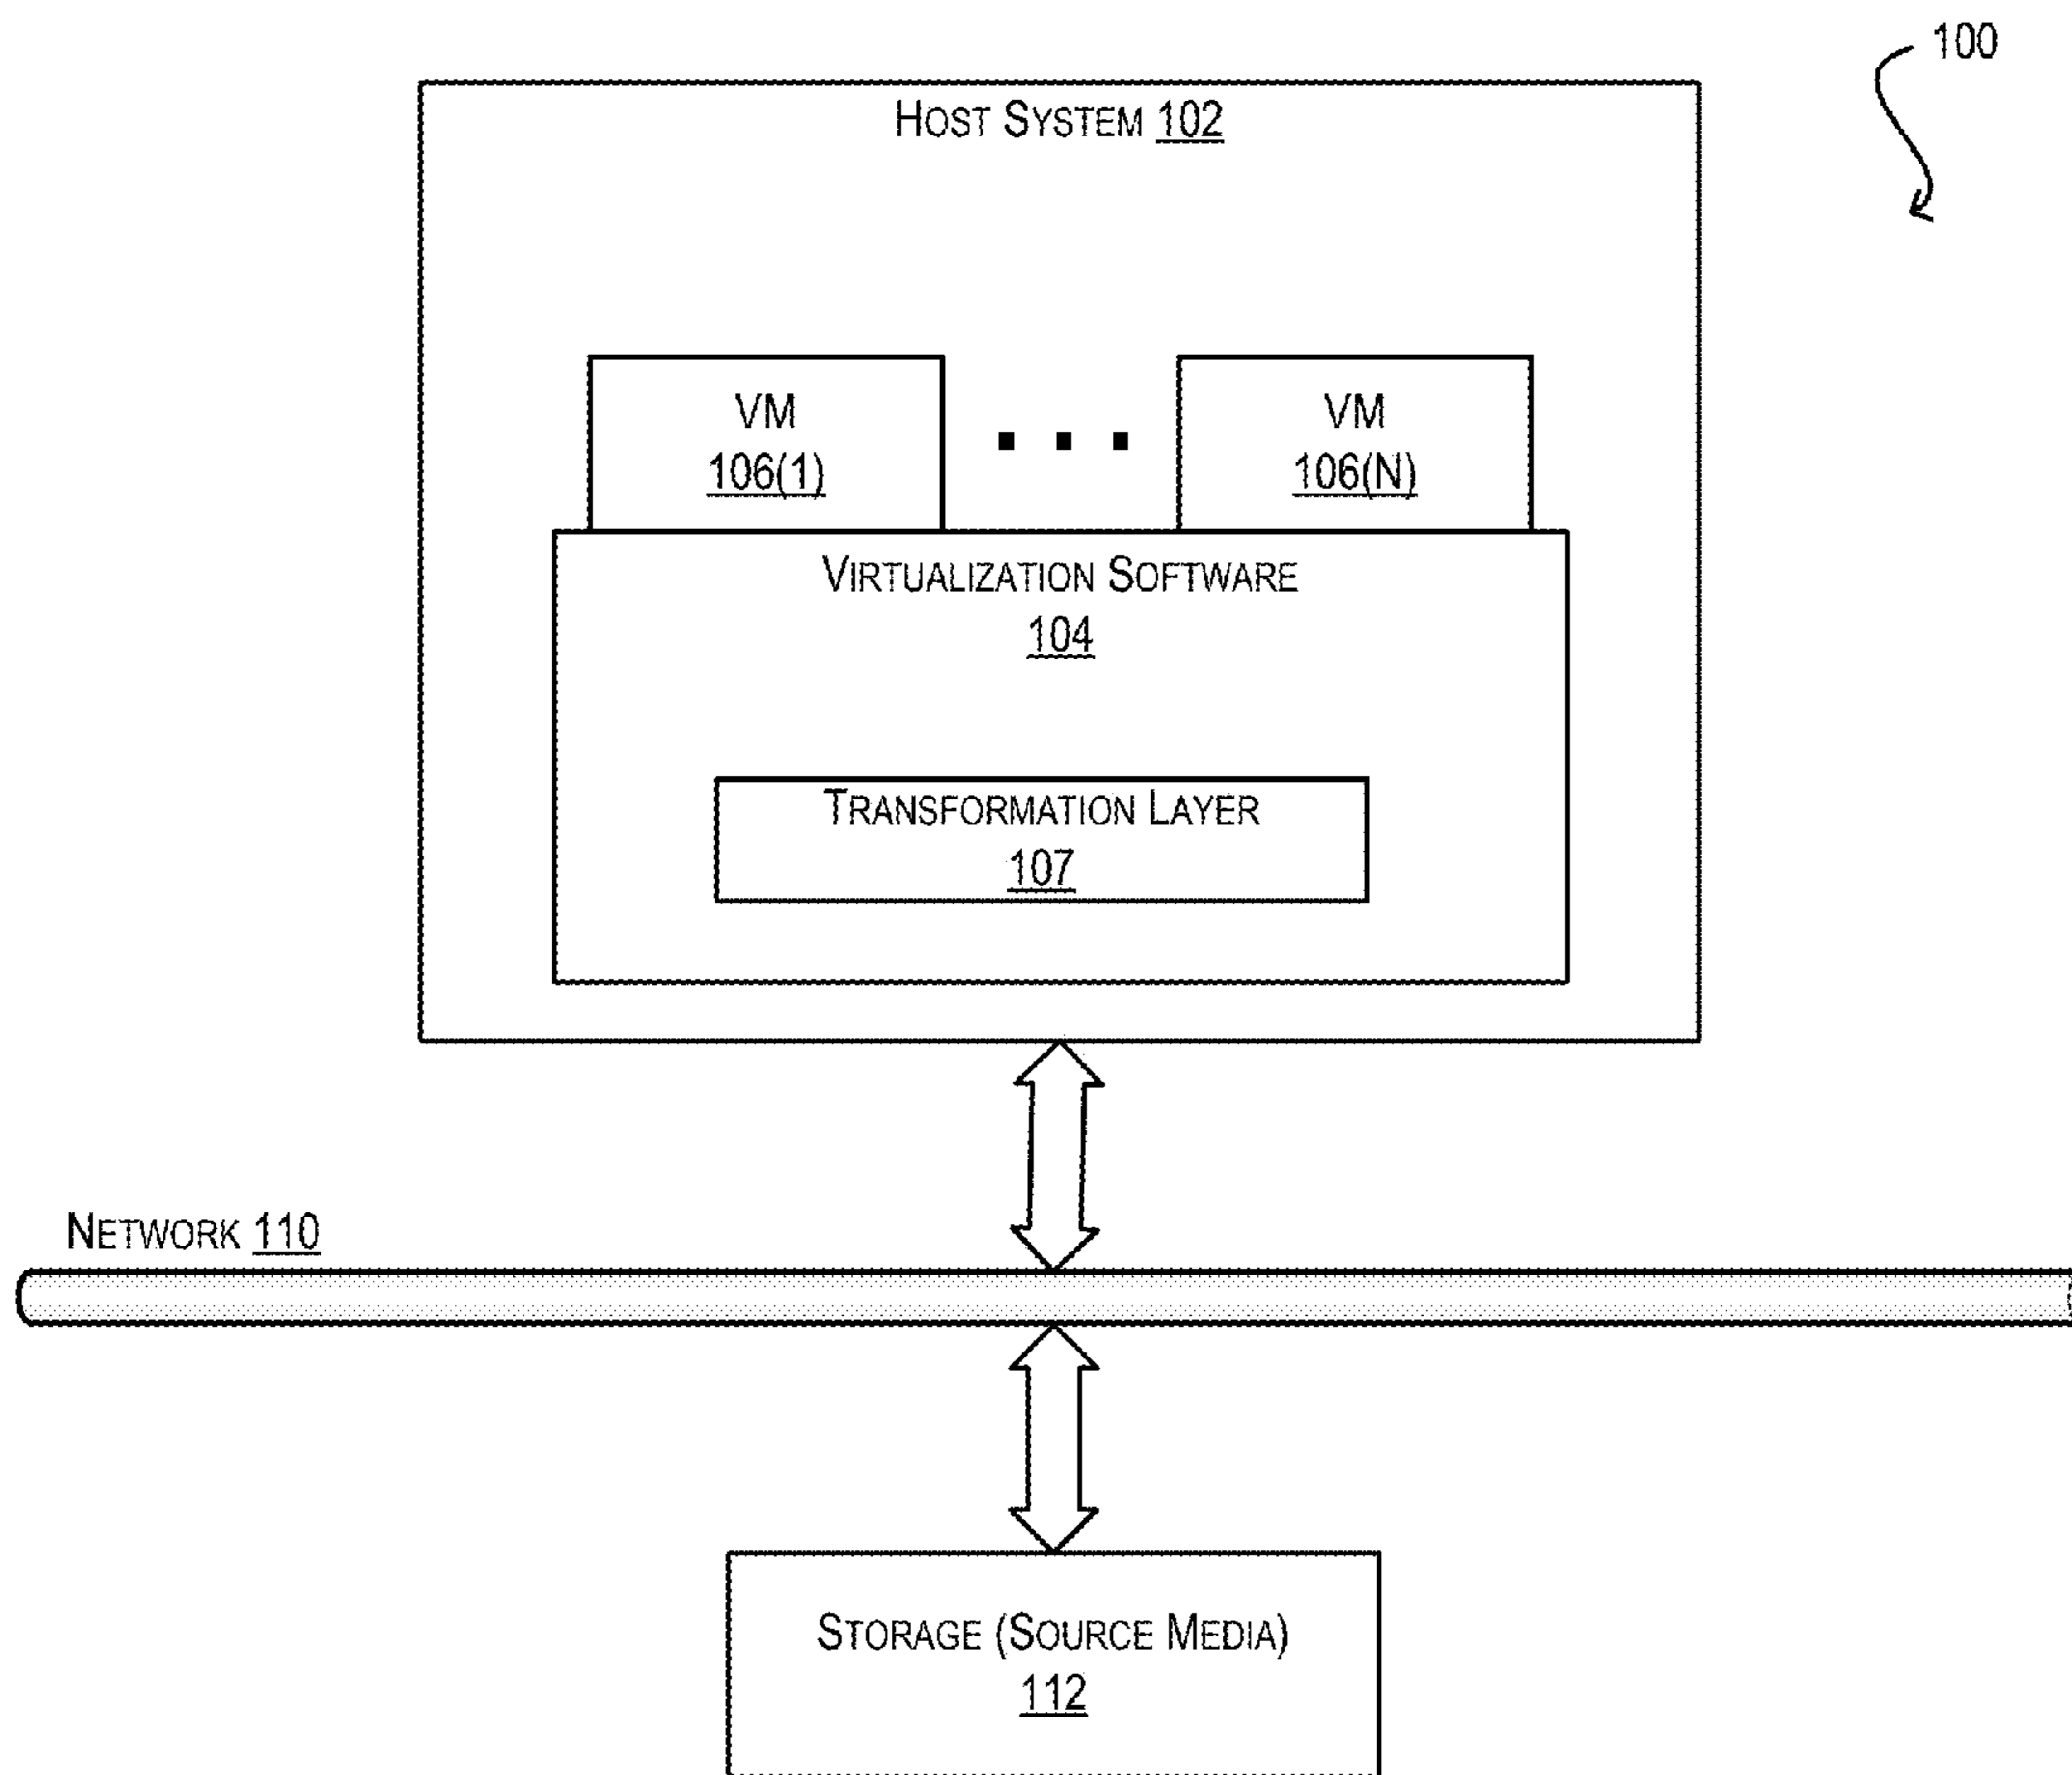 100
HOST SYSTEM 102
VM
106(1)
VM
106(N)
VIRTUALIZATION SOFTWARE
104
TRANSFORMATION LAYER
107
NETWORK 110
STORAGE (SOURCE MEDIA)
112